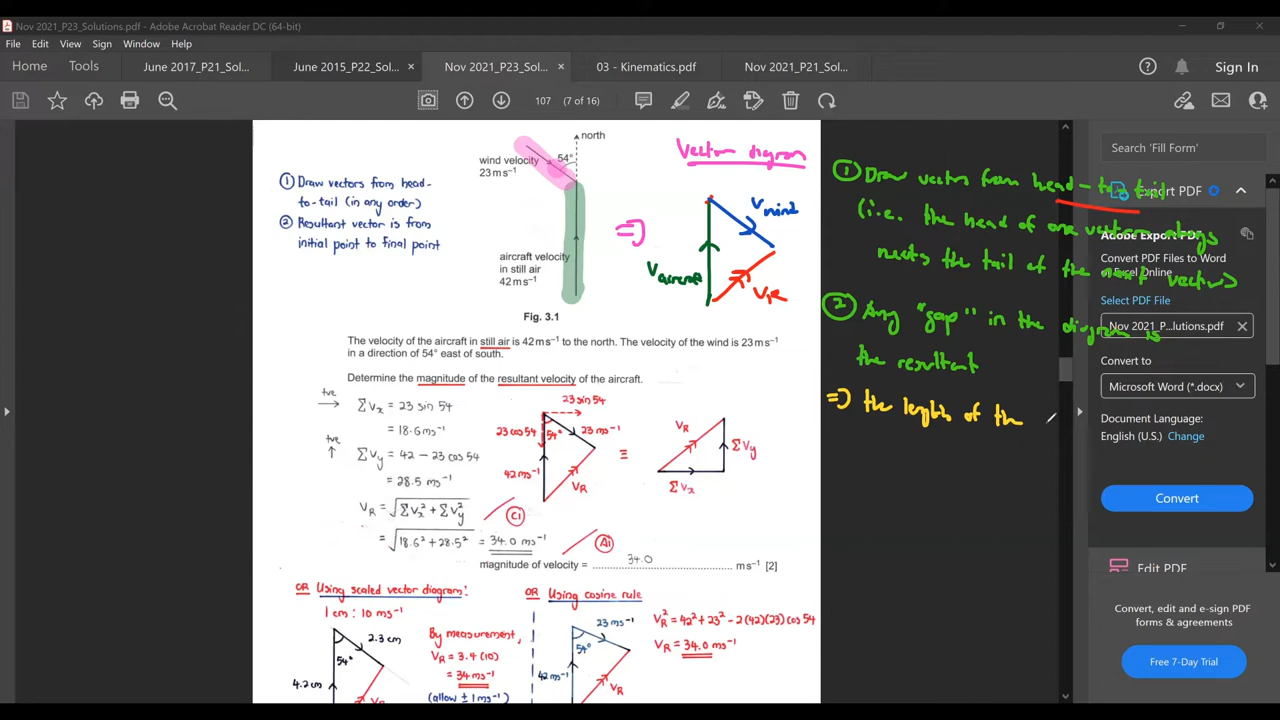 Nov 2021_P23_Solutions.pdf - Adobe Acrobat Reader DC (64-bit)
File Edit View Sign Window Help
Home Tools June 2017_P21_Sol... June 2015_P22_Sol... × Nov 2021_P23_Sol... × 03 - Kinematics.pdf Nov 2021_P21_Sol... Sign In
107 (7 of 16)
north
54°
wind velocity
23 m s⁻¹
aircraft velocity
in still air
42 m s⁻¹
Fig. 3.1
① Draw vectors from head-
to-tail (in any order)
② Resultant vector is from
initial point to final point
Vector diagram
⇒
V wind
V aircraft
VR
① Draw vectors from head-to-tail
(i.e. the head of one vector always
meets the tail of the next vector)
② Any "gap" in the diagram is
the resultant
⇒ the length of the
The velocity of the aircraft in still air is 42 m s⁻¹ to the north. The velocity of the wind is 23 m s⁻¹
in a direction of 54° east of south.
Determine the magnitude of the resultant velocity of the aircraft.
→ +ve
ΣVx = 23 sin 54
= 18.6 ms⁻¹
↑ +ve
ΣVy = 42 - 23 cos 54
= 28.5 ms⁻¹
VR = √ΣVx² + ΣVy²
= √18.6² + 28.5² = 34.0 ms⁻¹
23 sin 54
23 cos 54
54°
23 ms⁻¹
42 ms⁻¹
VR
≡
VR
ΣVy
ΣVx
C1
A1
magnitude of velocity = 34.0 m s⁻¹ [2]
OR Using scaled vector diagram:
1 cm : 10 ms⁻¹
2.3 cm
54°
4.2 cm
By measurement,
VR = 3.4 (10)
= 34 ms⁻¹
(allow ± 1 ms⁻¹)
OR Using cosine rule
23 ms⁻¹
54°
42 ms⁻¹
VR
VR² = 42² + 23² - 2(42)(23) cos 54
VR = 34.0 ms⁻¹
Fill Form'
Export PDF
Adobe Export PDF
Convert PDF Files to Word
or Excel Online
Select PDF File
Nov 2021_P...lutions.pdf ×
Convert to
Microsoft Word (*.docx)
Document Language:
English (U.S.) Change
Convert
Edit PDF
Convert, edit and e-sign PDF
forms & agreements
Free 7-Day Trial